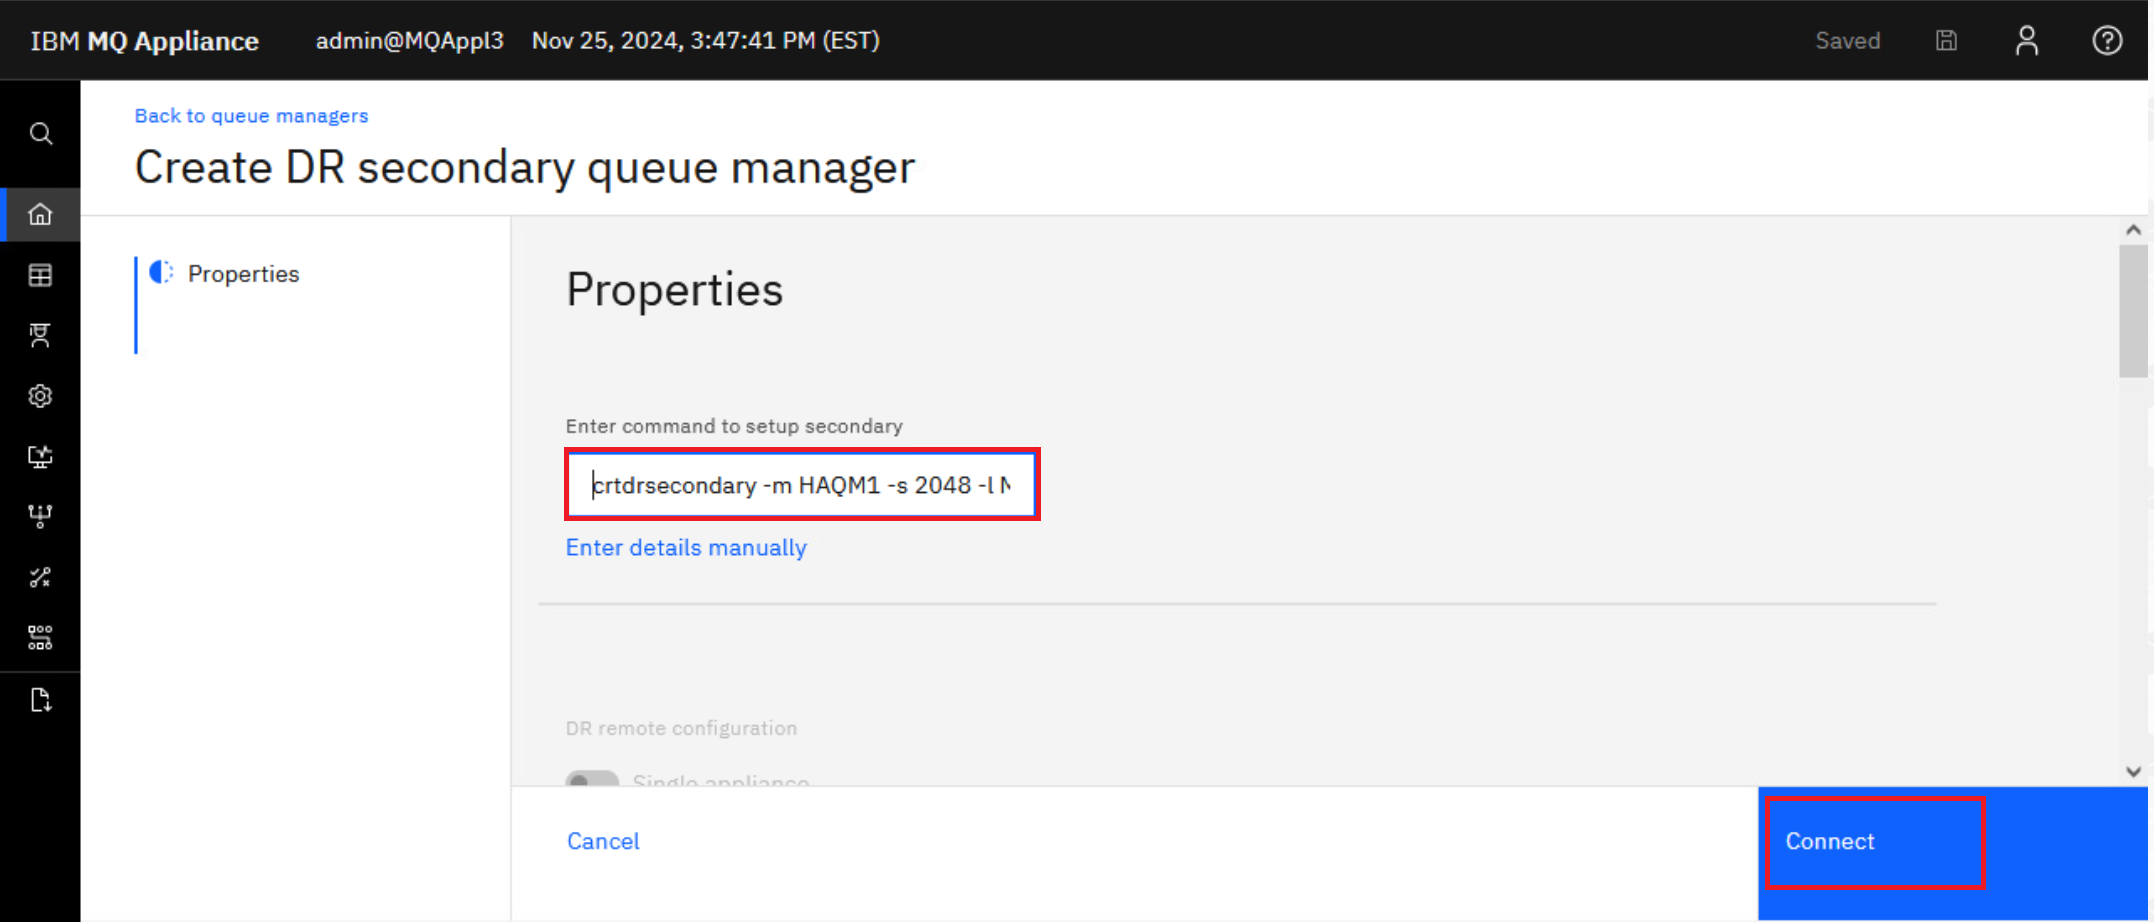 IBM MQ Appliance admin@MQAppl3 Nov 25, 2024, 3:47:41 PM (EST) Saved
Back to queue managers
Create DR secondary queue manager
Properties
Properties
Enter command to setup secondary
crtdrsecondary -m HAQM1 -s 2048 -l
Enter details manually
DR remote configuration
Single appliance
Cancel
Connect